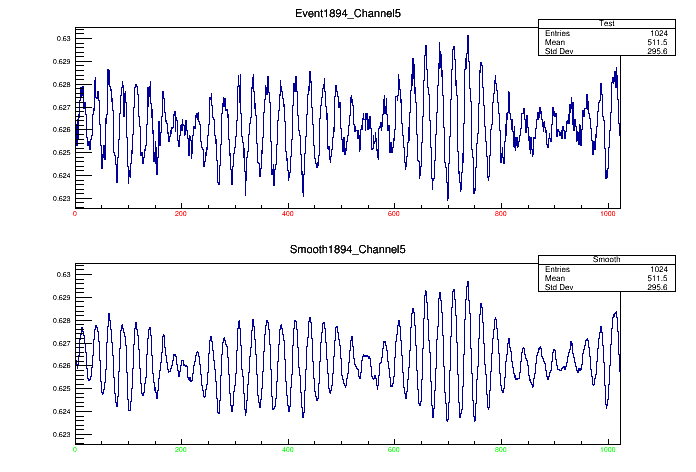 Event1894_Channel5
Test
Entries 1024
Mean 511.5
Std Dev 295.6
0.63
0.629
0.628
0.627
0.626
0.625
0.624
0.623
0 200 400 600 800 1000
Smooth1894_Channel5
Smooth
Entries 1024
Mean 511.5
Std Dev 295.6
0.63
0.629
0.628
0.627
0.626
0.625
0.624
0.623
0 200 400 600 800 1000